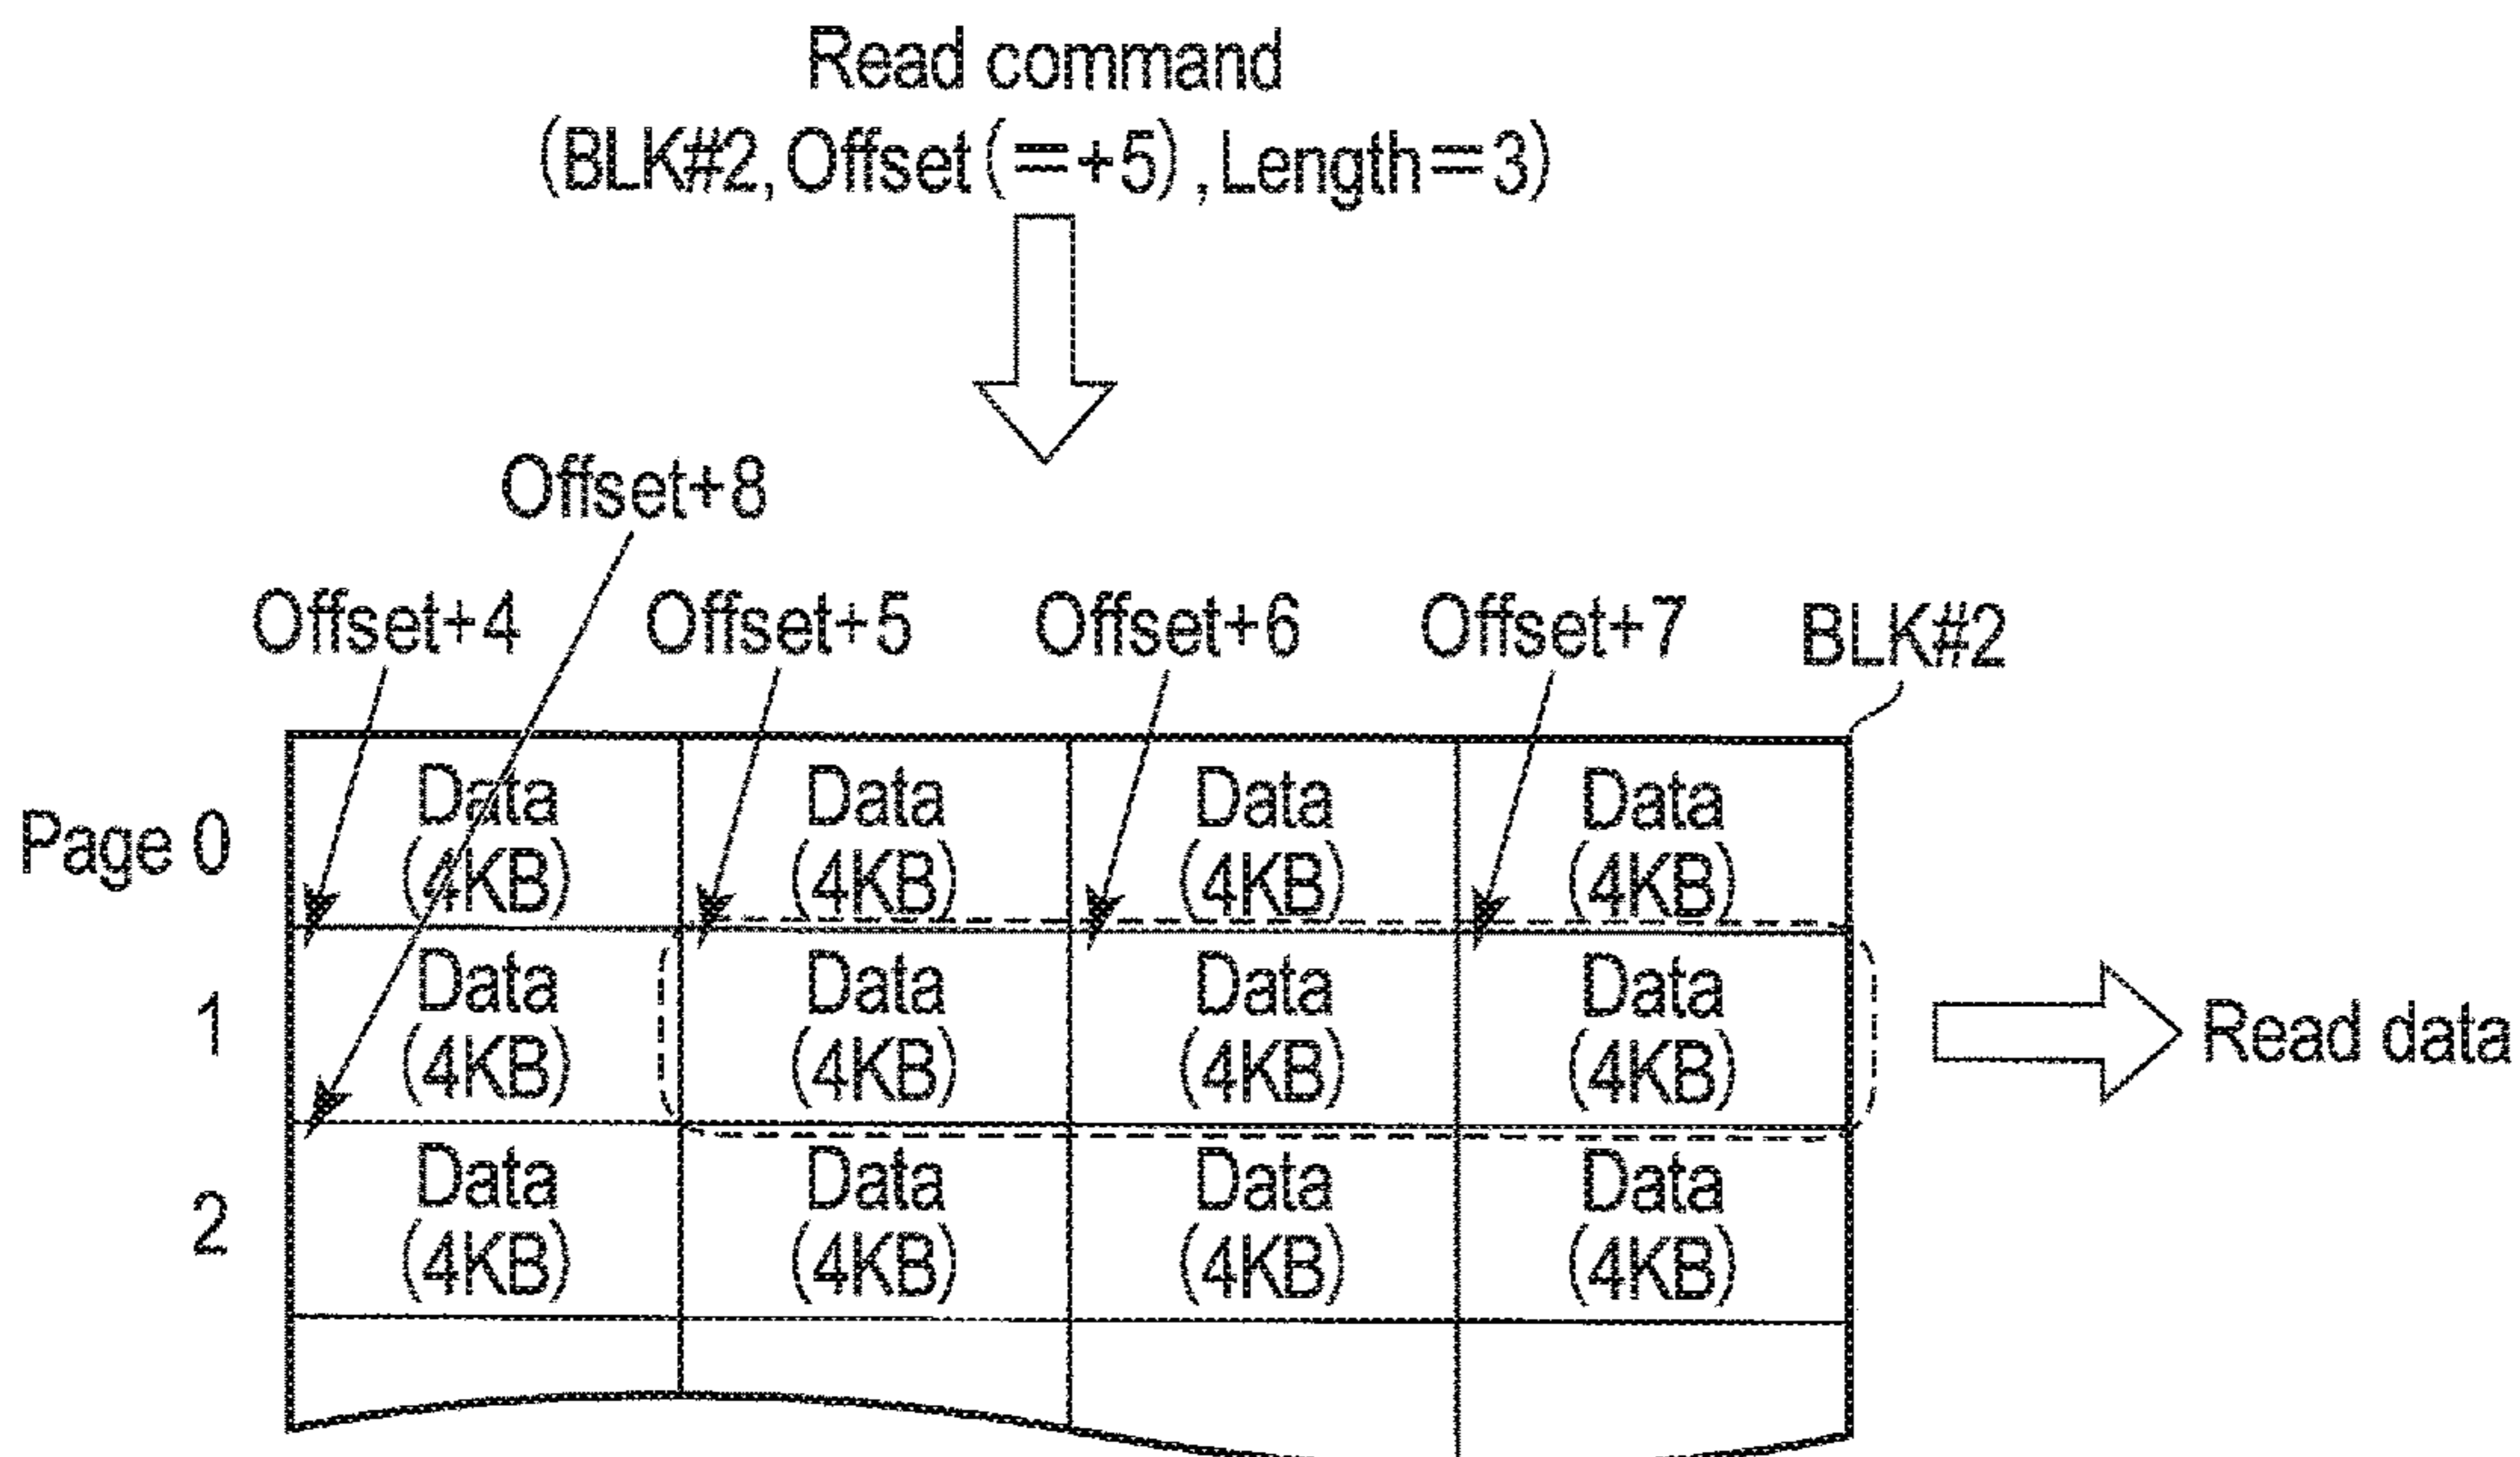 Read command
(BLK#2, Offset(=+5), Length=3)
Offset+8
Offset+4 Offset+5 Offset+6 Offset+7 BLK#2
Page 0
Data Data Data Data
(4KB) (4KB) (4KB) (4KB)
1
Data Data Data Data
(4KB) (4KB) (4KB) (4KB)
Read data
2
Data Data Data Data
(4KB) (4KB) (4KB) (4KB)